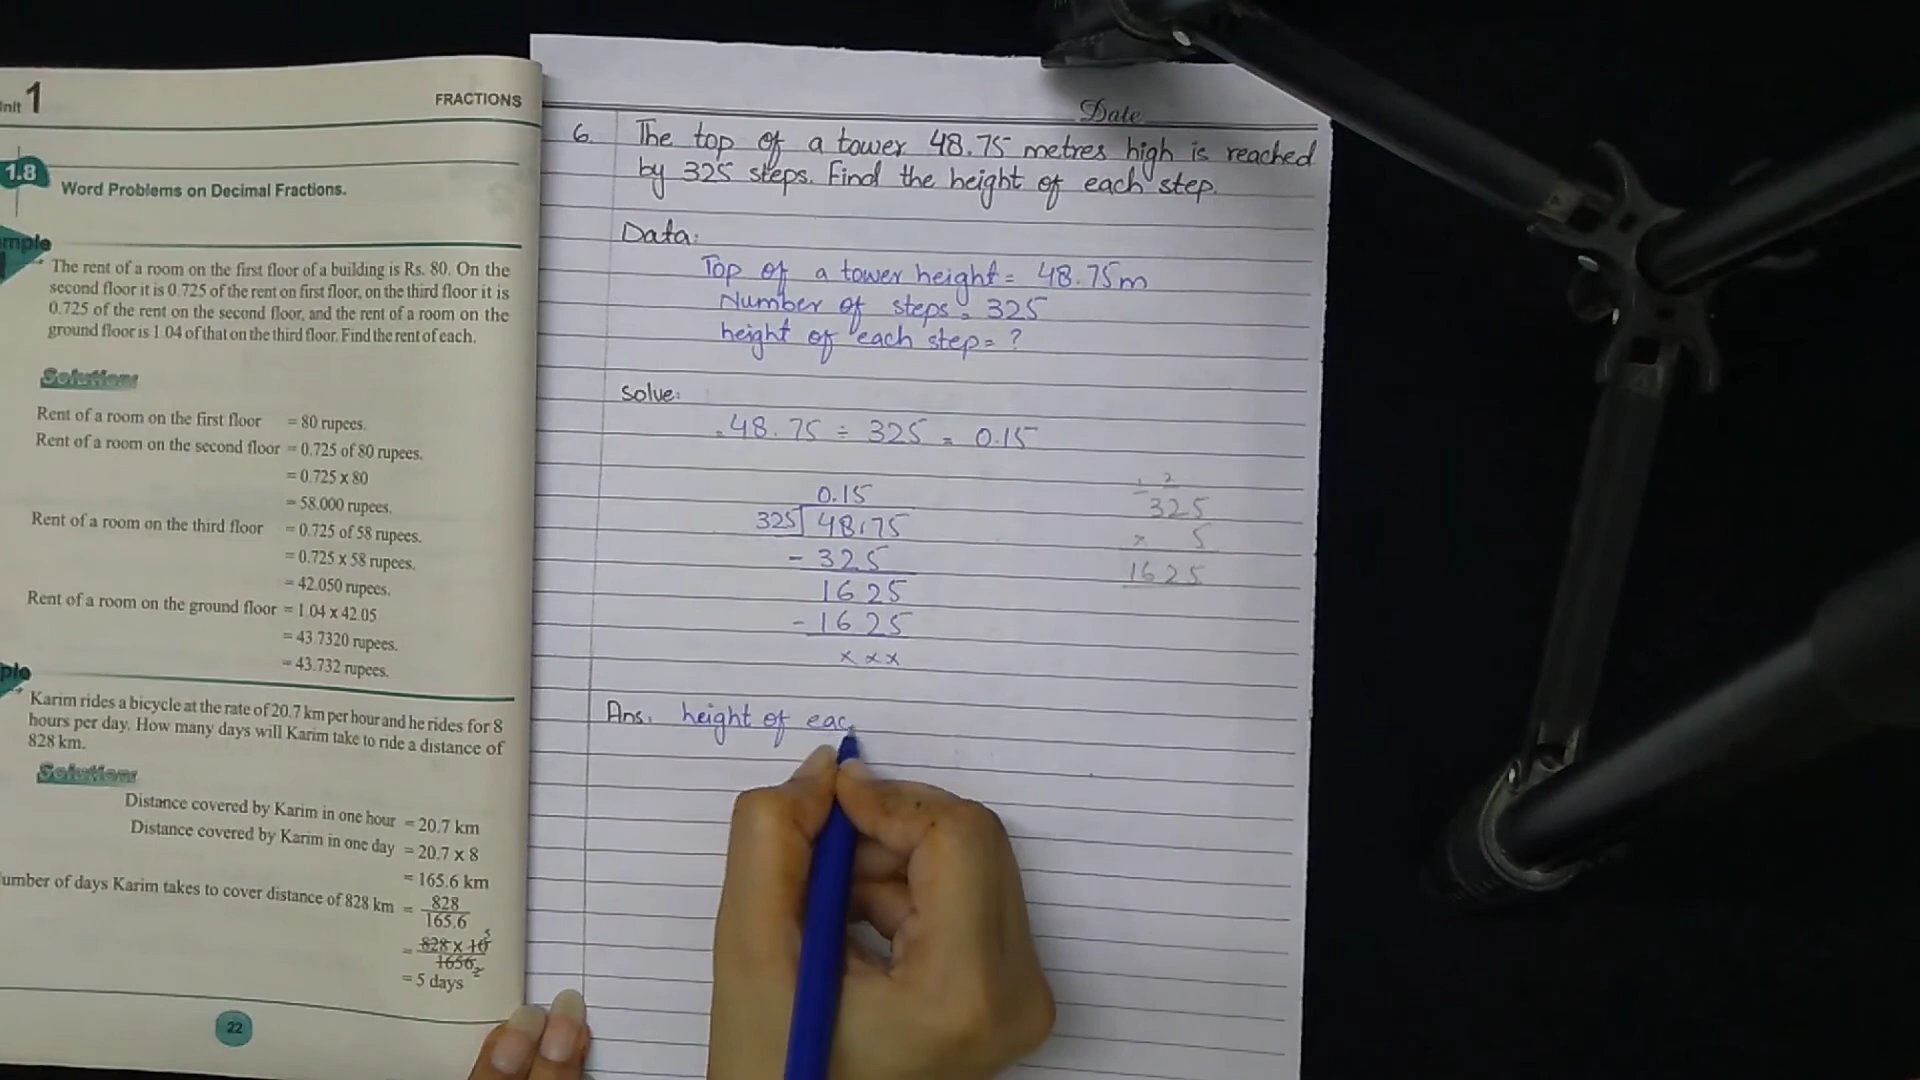 Unit 1
FRACTIONS
1.8
Word Problems on Decimal Fractions.
The rent of a room on the first floor of a building is Rs. 80. On the
second floor it is 0.725 of the rent on first floor, on the third floor it is
0.725 of the rent on the second floor, and the rent of a room on the
ground floor is 1.04 of that on the third floor. Find the rent of each.
Solution:
Rent of a room on the first floor = 80 rupees.
Rent of a room on the second floor = 0.725 of 80 rupees.
= 0.725 x 80
= 58.000 rupees.
Rent of a room on the third floor = 0.725 of 58 rupees.
= 0.725 x 58 rupees.
= 42.050 rupees.
Rent of a room on the ground floor = 1.04 x 42.05
= 43.7320 rupees.
= 43.732 rupees.
Karim rides a bicycle at the rate of 20.7 km per hour and he rides for 8
hours per day. How many days will Karim take to ride a distance of
828 km.
Solution:
Distance covered by Karim in one hour = 20.7 km
Distance covered by Karim in one day = 20.7 x 8
= 165.6 km
umber of days Karim takes to cover distance of 828 km = 828
165.6
= 828 x 10 5
1656 2
= 5 days
22
Date
6. The top of a tower 48.75 metres high is reached
by 325 steps. Find the height of each step.
Data:
Top of a tower height = 48.75m
Number of steps = 325
height of each step = ?
Solve:
= 48.75 ÷ 325 = 0.15
0.15
325 48.75
- 325
1625
- 1625
x x x
1 2
325
x 5
1625
Ans. height of eac